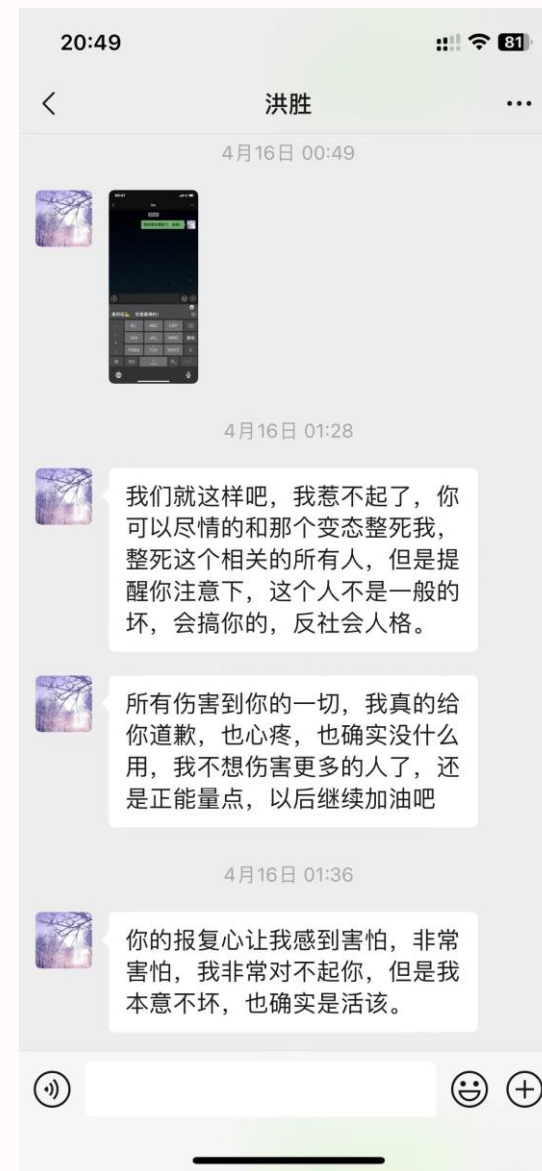 20:49
81
洪胜
4月16日 00:49
4月16日 01:28
我们就这样吧，我惹不起了，你
可以尽情的和那个变态整死我，
整死这个相关的所有人，但是提
醒你注意下，这个人不是一般的
坏，会搞你的，反社会人格。
所有伤害到你的一切，我真的给
你道歉，也心疼，也确实没什么
用，我不想伤害更多的人了，还
是正能量点，以后继续加油吧
4月16日 01:36
你的报复心让我感到害怕，非常
害怕，我非常对不起你，但是我
本意不坏，也确实是活该。